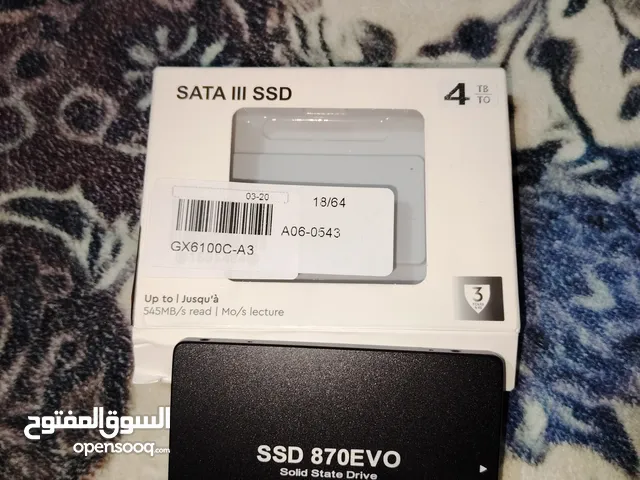 SATA III SSD
4 TB
TO
03-20
18/64
A06-0543
GX6100C-A3
Up to | Jusqu'à
545MB/s read | Mo/s lecture
3
السوق المفتوح
opensooq.com
SSD 870EVO
Solid State Drive